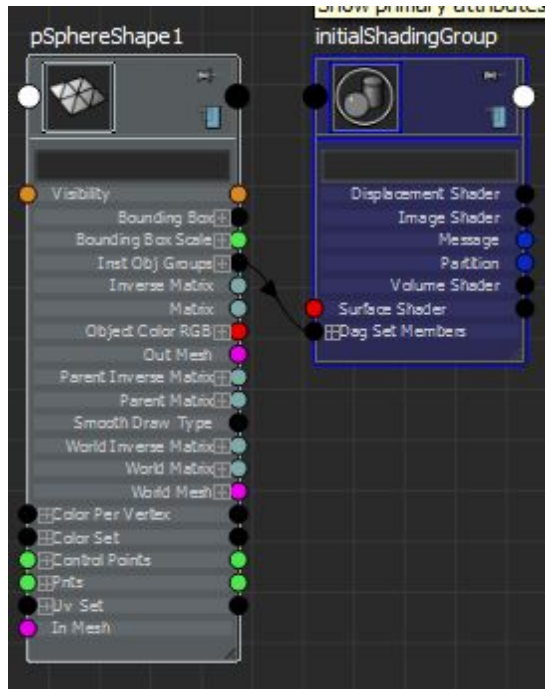 Show primary attributes
pSphereShape1
initialShadingGroup
Visibility
Bounding Box
Bounding Box Scale
Inst Obj Groups
Inverse Matrix
Matrix
Object Color RGB
Out Mesh
Parent Inverse Matrix
Parent Matrix
Smooth Draw Type
World Inverse Matrix
World Matrix
World Mesh
Color Per Vertex
Color Set
Control Points
Pnts
Uv Set
In Mesh
Displacement Shader
Image Shader
Message
Partition
Volume Shader
Surface Shader
Dag Set Members